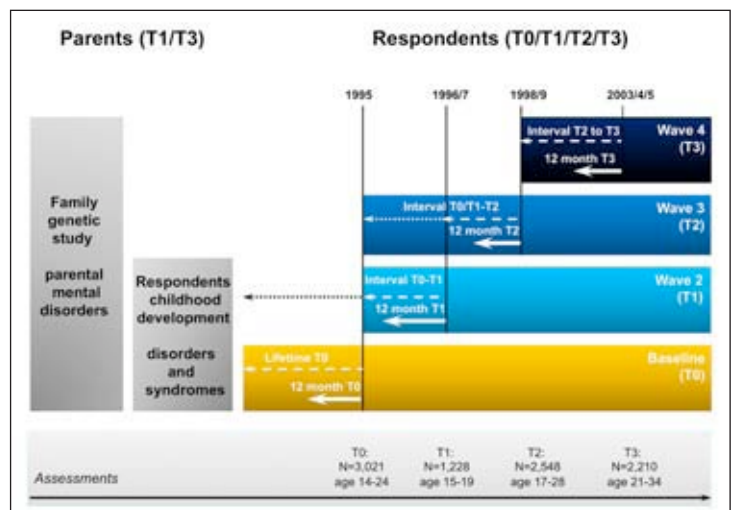 Parents (T1/T3)
Respondents (T0/T1/T2/T3)
1995
1996/7
1998/9
2003/4/5
Interval T2 to T3
Wave 4
(T3)
12 month T3
Family
genetic
study
parental
mental
disorders
Interval T0/T1-T2
Wave 3
(T2)
12 month T2
Respondents
childhood
development
disorders
and
syndromes
Interval T0-T1
Wave 2
(T1)
12 month T1
Lifetime T0
Baseline
(T0)
12 month T0
Assessments
T0:
N=3,021
age 14-24
T1:
N=1,228
age 15-19
T2:
N=2,548
age 17-28
T3:
N=2,210
age 21-34